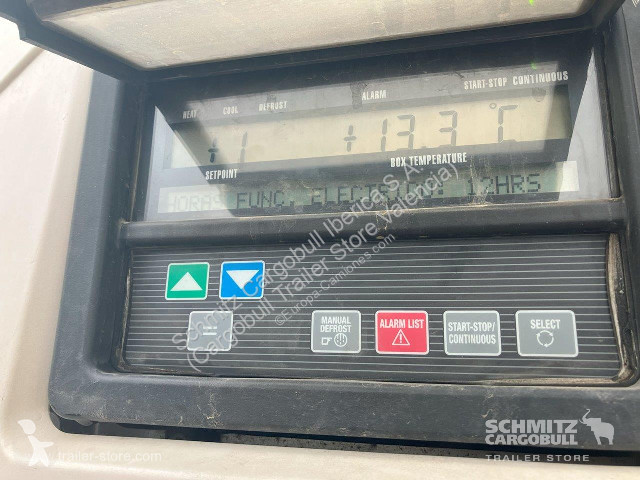 HEAT COOL DEFROST ALARM START-STOP CONTINUOUS
+1 +13.3 °C
SETPOINT BOX TEMPERATURE
HORAS FUNC. ELECTRICO: 12HRS
=
MANUAL DEFROST
ALARM LIST
START-STOP/ CONTINUOUS
SELECT
Schmitz Cargobull Ibérica S.A.
(Cargobull Trailer Store Valencia)
©Europa-Camiones.com
trailer-store.com
SCHMITZ
CARGOBULL
TRAILER STORE